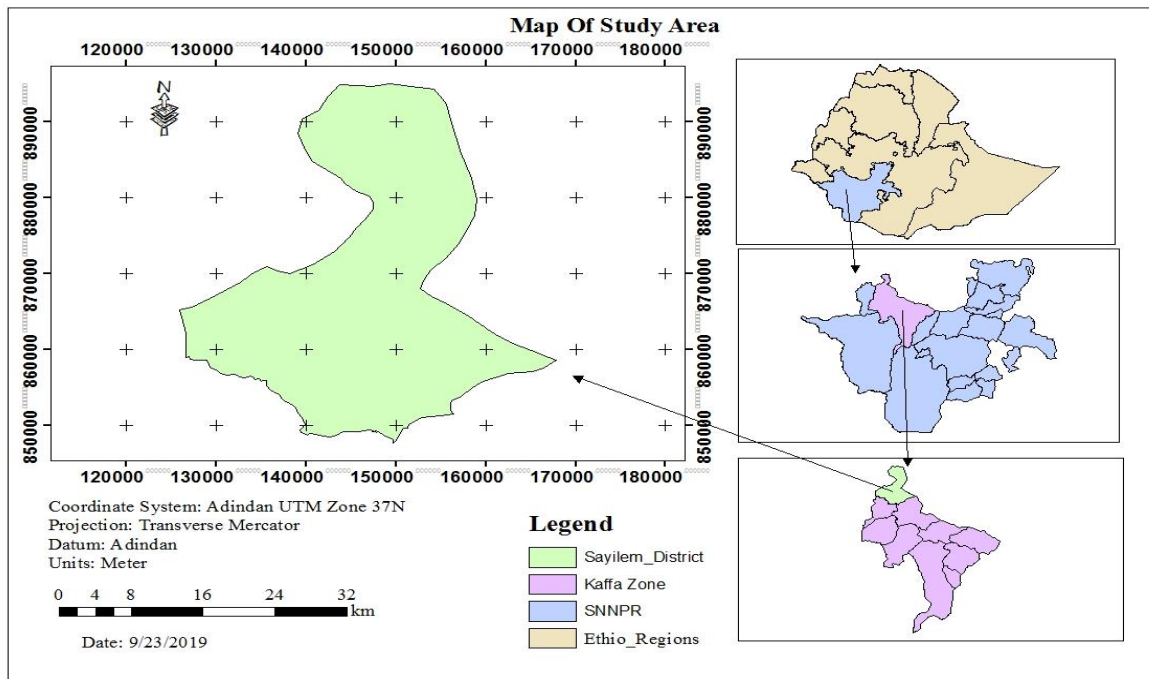 Map Of Study Area
120000 130000 140000 150000 160000 170000 180000
N
890000 880000 870000 860000 850000
890000 880000 870000 860000 850000
120000 130000 140000 150000 160000 170000 180000
Coordinate System: Adindan UTM Zone 37N
Projection: Transverse Mercator
Datum: Adindan
Units: Meter
0 4 8 16 24 32
km
Date: 9/23/2019
Legend
Sayilem_District
Kaffa Zone
SNNPR
Ethio_Regions